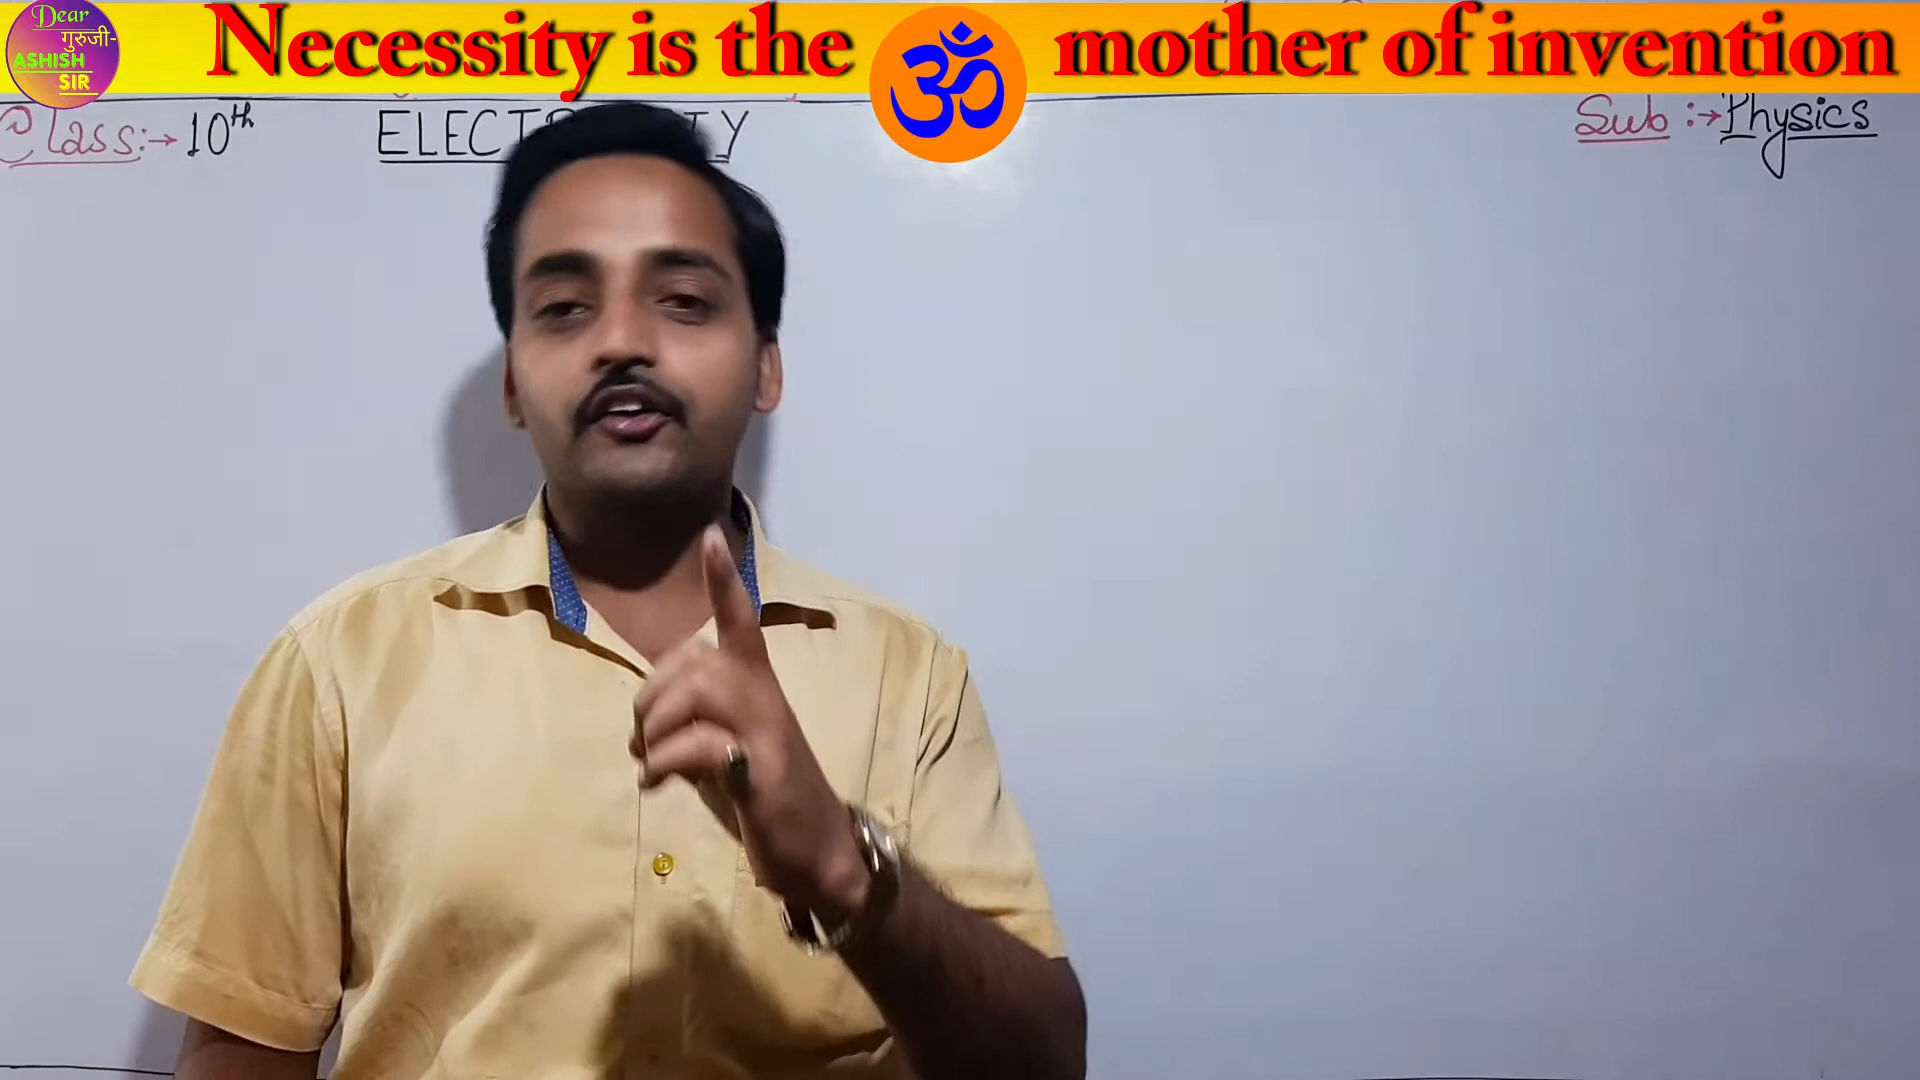 Dear
गुरुजी-
ASHISH
SIR
Necessity is the ॐ mother of invention
Class:→ 10th
Sub :→ Physics